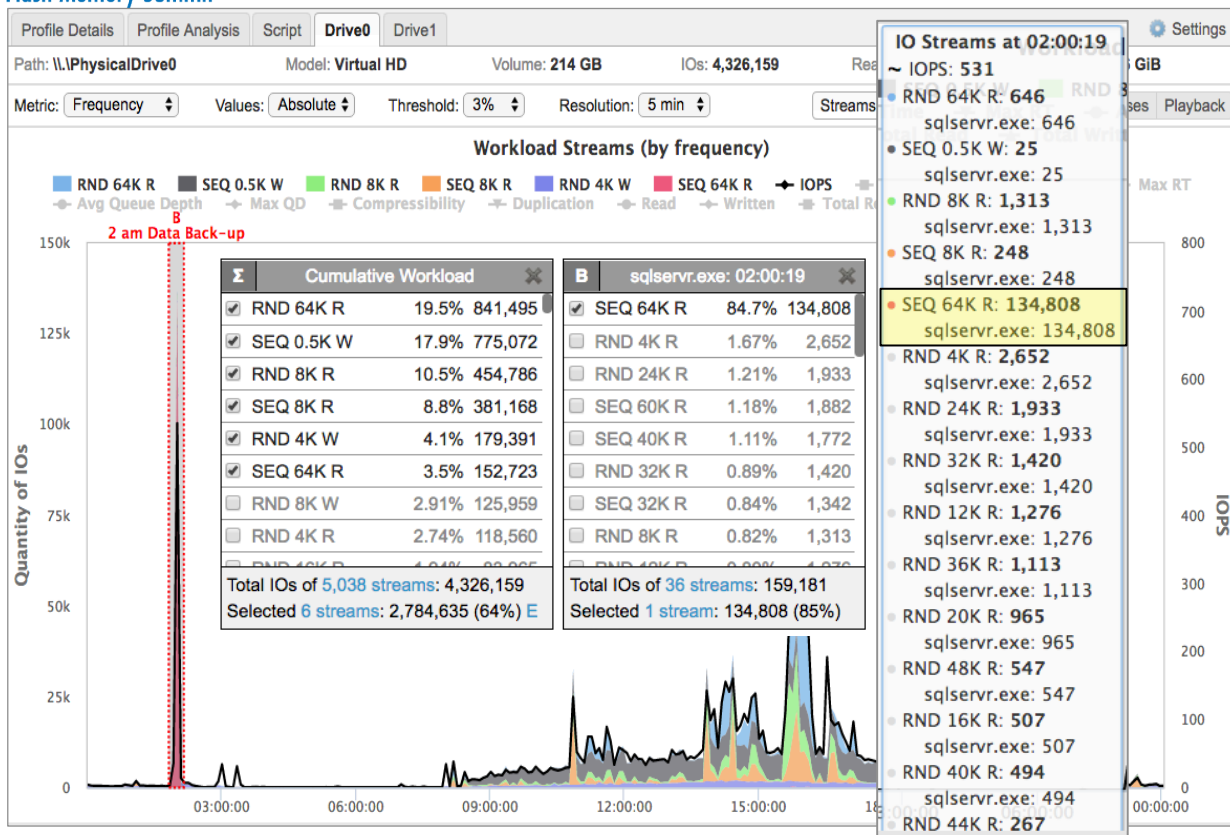 Profile Details Profile Analysis Script Drive0 Drive1 Settings
Path: \\.\PhysicalDrive0 Model: Virtual HD Volume: 214 GB IOs: 4,326,159 GiB
Metric: Frequency Values: Absolute Threshold: 3% Resolution: 5 min Streams Playback
Workload Streams (by frequency)
RND 64K R SEQ 0.5K W RND 8K R SEQ 8K R RND 4K W SEQ 64K R IOPS Max RT
Avg Queue Depth Max QD Compressibility Duplication Read Written
B
2 am Data Back-up
150k
125k
100k
75k
50k
25k
0
Quantity of IOs
Σ Cumulative Workload
RND 64K R 19.5% 841,495
SEQ 0.5K W 17.9% 775,072
RND 8K R 10.5% 454,786
SEQ 8K R 8.8% 381,168
RND 4K W 4.1% 179,391
SEQ 64K R 3.5% 152,723
RND 8K W 2.91% 125,959
RND 4K R 2.74% 118,560
Total IOs of 5,038 streams: 4,326,159
Selected 6 streams: 2,784,635 (64%) E
B sqlservr.exe: 02:00:19
SEQ 64K R 84.7% 134,808
RND 4K R 1.67% 2,652
RND 24K R 1.21% 1,933
SEQ 60K R 1.18% 1,882
SEQ 40K R 1.11% 1,772
RND 32K R 0.89% 1,420
SEQ 32K R 0.84% 1,342
RND 8K R 0.82% 1,313
Total IOs of 36 streams: 159,181
Selected 1 stream: 134,808 (85%)
IO Streams at 02:00:19
~ IOPS: 531
RND 64K R: 646
sqlservr.exe: 646
SEQ 0.5K W: 25
sqlservr.exe: 25
RND 8K R: 1,313
sqlservr.exe: 1,313
SEQ 8K R: 248
sqlservr.exe: 248
SEQ 64K R: 134,808
sqlservr.exe: 134,808
RND 4K R: 2,652
sqlservr.exe: 2,652
RND 24K R: 1,933
sqlservr.exe: 1,933
RND 32K R: 1,420
sqlservr.exe: 1,420
RND 12K R: 1,276
sqlservr.exe: 1,276
RND 36K R: 1,113
sqlservr.exe: 1,113
RND 20K R: 965
sqlservr.exe: 965
RND 48K R: 547
sqlservr.exe: 547
RND 16K R: 507
sqlservr.exe: 507
RND 40K R: 494
sqlservr.exe: 494
RND 44K R: 267
800
700
600
500
400
300
200
100
0
IOPS
03:00:00 06:00:00 09:00:00 12:00:00 15:00:00 18:00:00 06:00:00 00:00:00